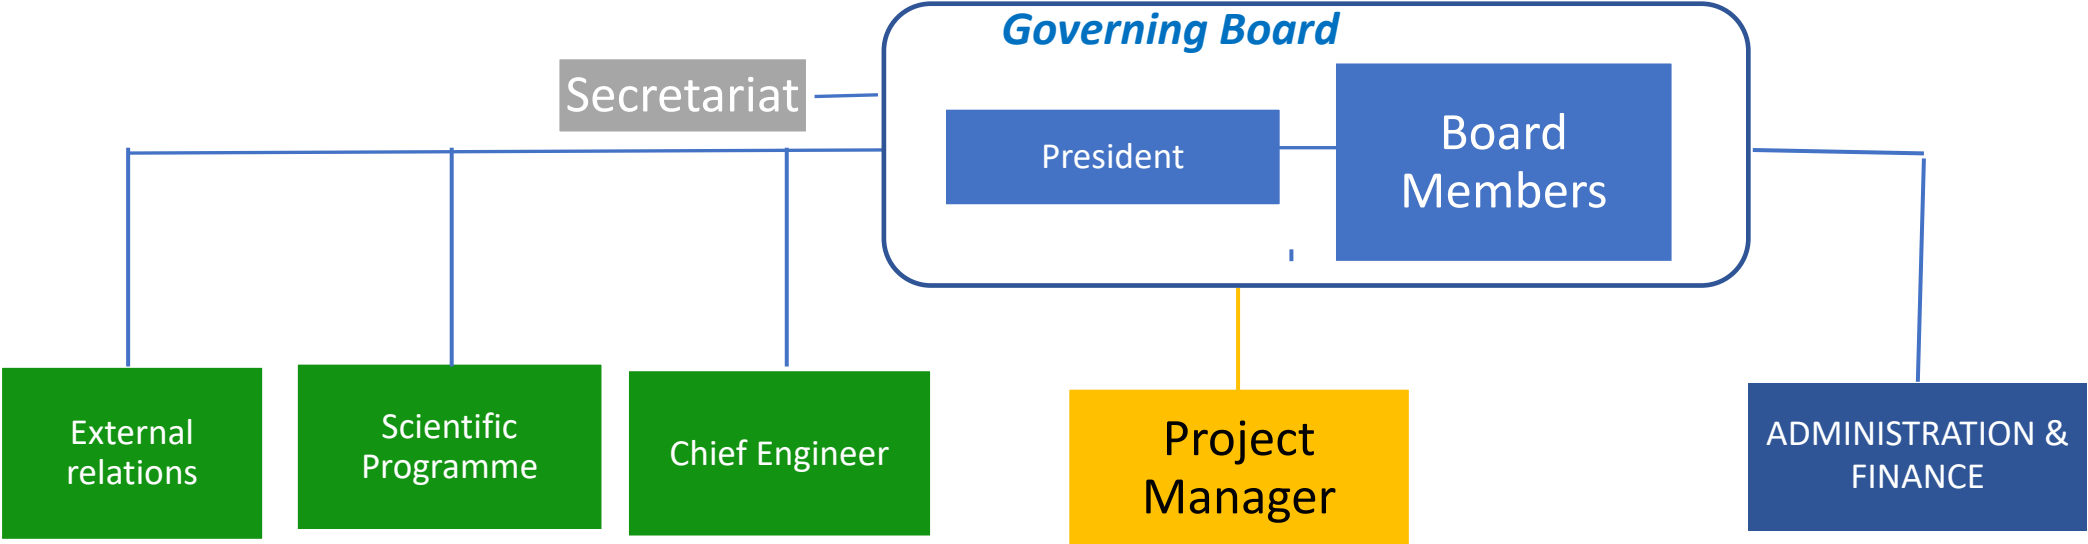 Governing Board
Secretariat
President
Board
Members
External
relations
Scientific
Programme
Chief Engineer
Project
Manager
ADMINISTRATION &
FINANCE